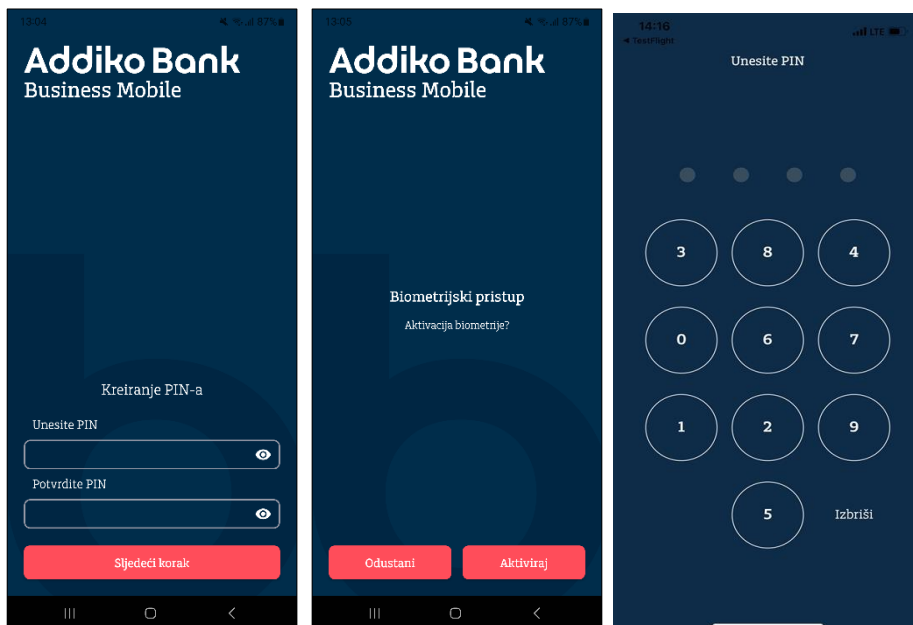 13:04
87%
Addiko Bank
Business Mobile
Kreiranje PIN-a
Unesite PIN
Potvrdite PIN
Sljedeći korak
13:05
87%
Addiko Bank
Business Mobile
Biometrijski pristup
Aktivacija biometrije?
Odustani
Aktiviraj
14:16
TestFlight
LTE
Unesite PIN
3 8 4
0 6 7
1 2 9
5 Izbriši